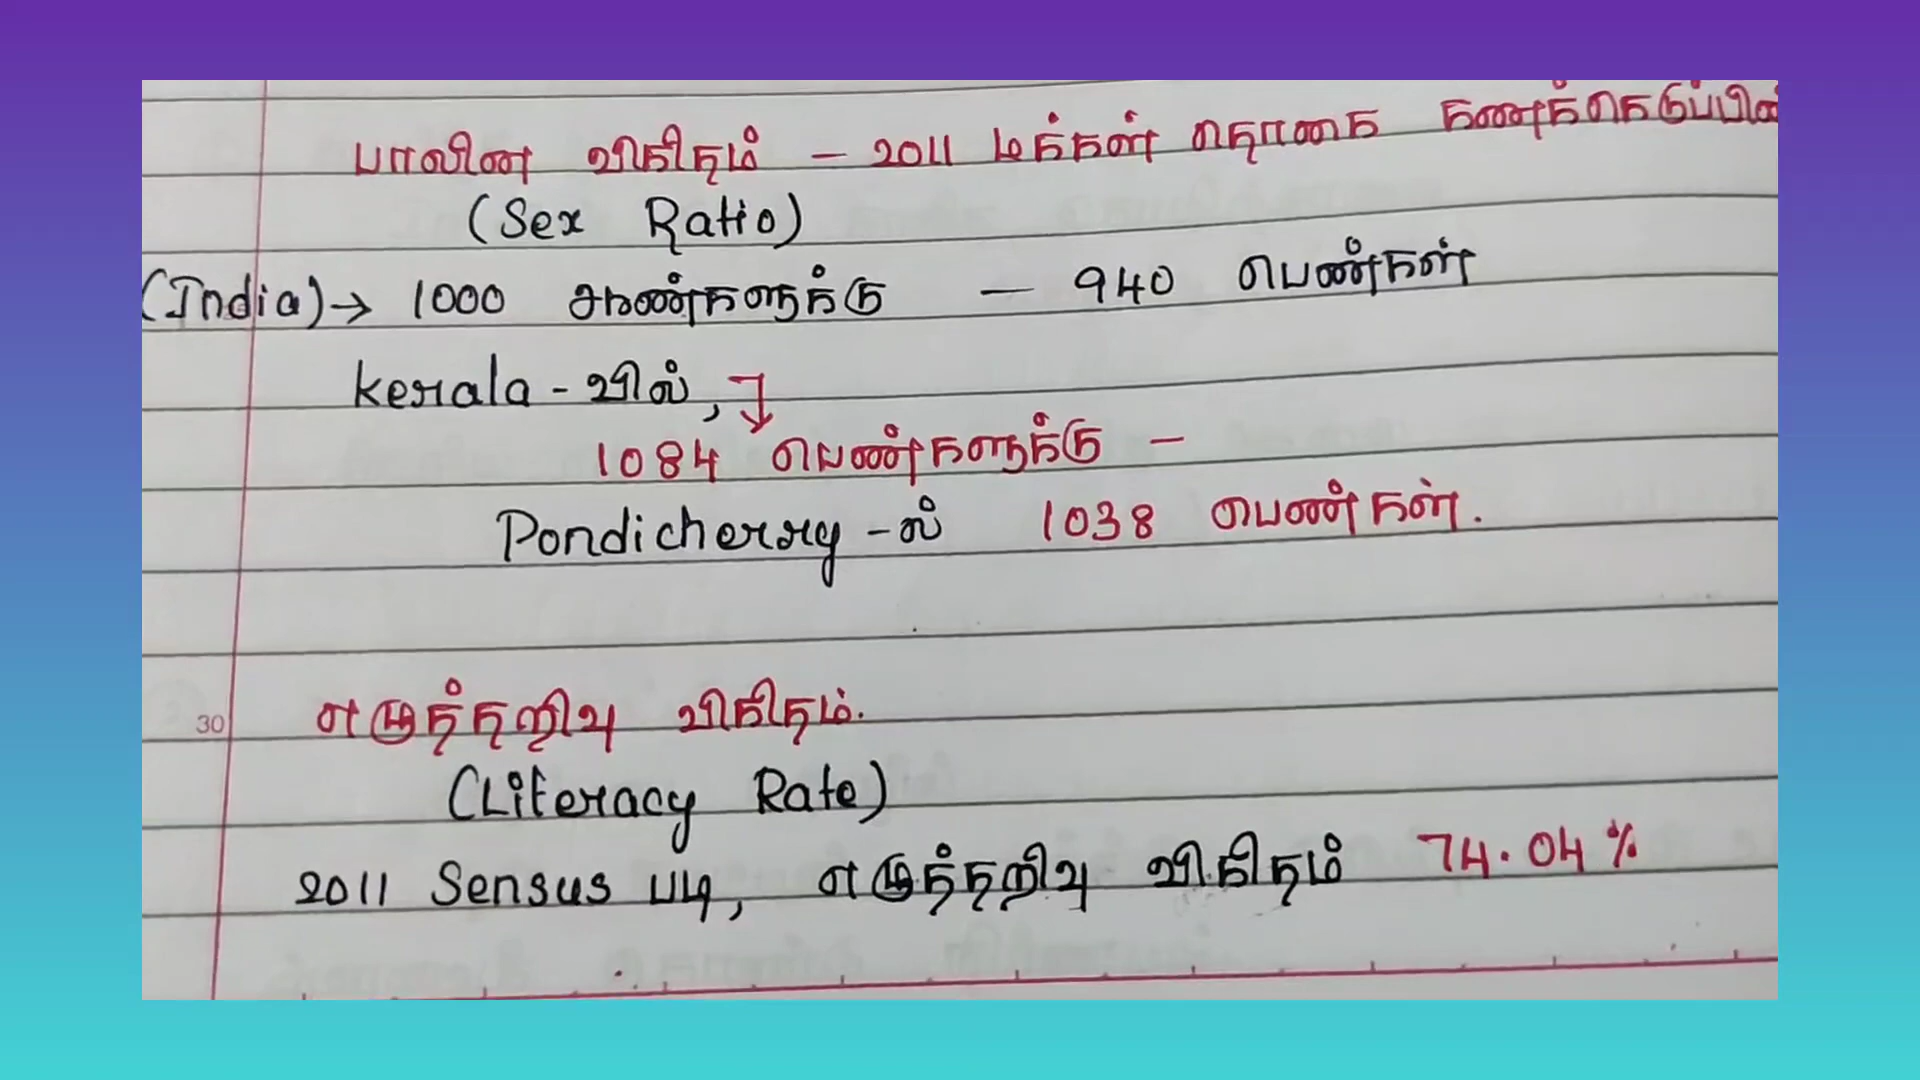 பாலின விகிதம் – 2011 மக்கள் தொகை கணக்கெடுப்பின்
(Sex Ratio)
(India) → 1000 ஆண்களுக்கு – 940 பெண்கள்
Kerala - வில்,
1084 பெண்களுக்கு –
Pondicherry - ல் 1038 பெண்கள்.
30 எழுத்தறிவு விகிதம்.
(Literacy Rate)
2011 Sensus படி, எழுத்தறிவு விகிதம் 74.04%